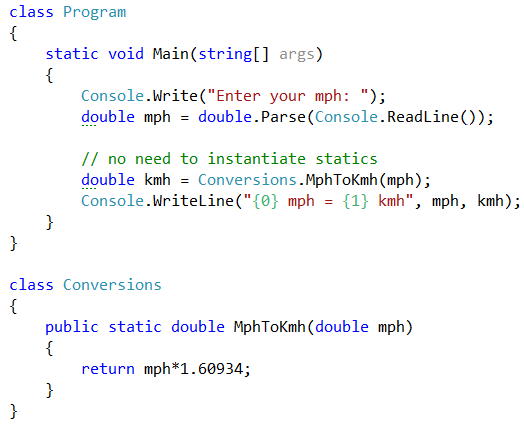 class Program
{
    static void Main(string[] args)
    {
        Console.Write("Enter your mph: ");
        double mph = double.Parse(Console.ReadLine());

        // no need to instantiate statics
        double kmh = Conversions.MphToKmh(mph);
        Console.WriteLine("{0} mph = {1} kmh", mph, kmh);
    }
}

class Conversions
{
    public static double MphToKmh(double mph)
    {
        return mph*1.60934;
    }
}